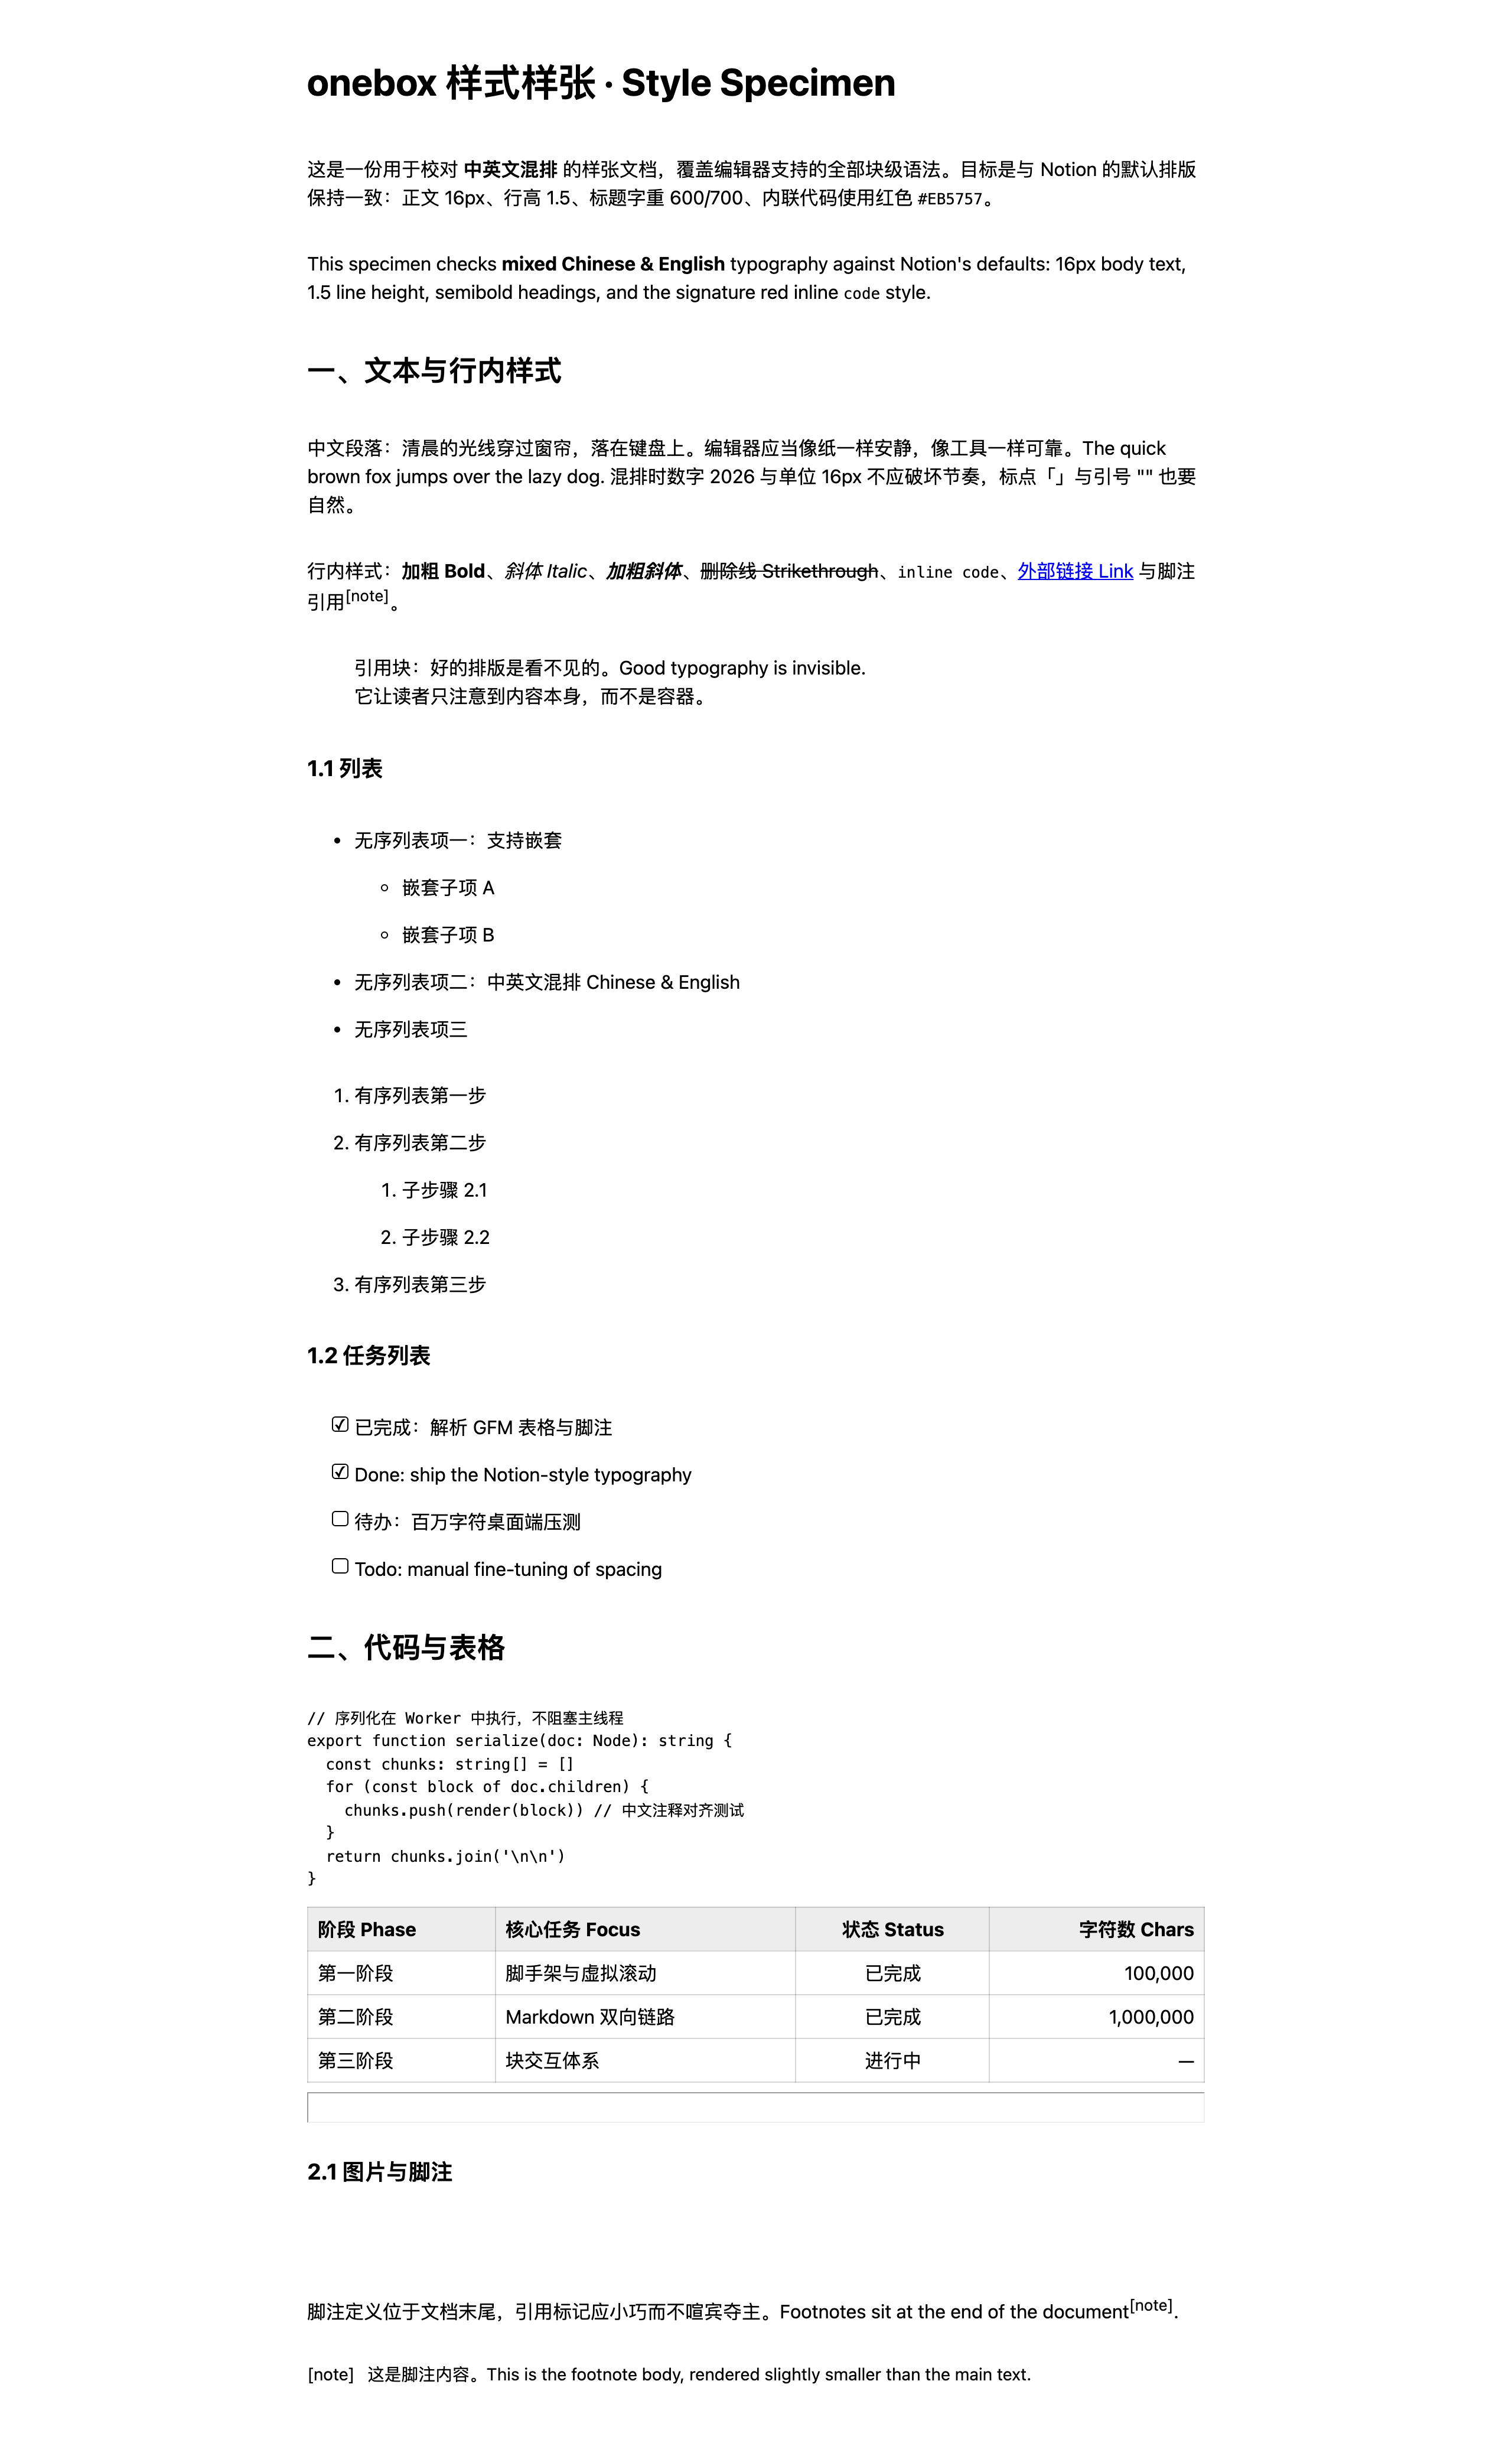 onebox 样式样张 · Style Specimen
这是一份用于校对 中英文混排 的样张文档，覆盖编辑器支持的全部块级语法。目标是与 Notion 的默认排版
保持一致：正文 16px、行高 1.5、标题字重 600/700、内联代码使用红色 #EB5757。
This specimen checks mixed Chinese & English typography against Notion's defaults: 16px body text,
1.5 line height, semibold headings, and the signature red inline code style.
一、文本与行内样式
中文段落：清晨的光线穿过窗帘，落在键盘上。编辑器应当像纸一样安静，像工具一样可靠。The quick
brown fox jumps over the lazy dog. 混排时数字 2026 与单位 16px 不应破坏节奏，标点「」与引号 "" 也要
自然。
行内样式：加粗 Bold、斜体 Italic、加粗斜体、删除线 Strikethrough、inline code、外部链接 Link 与脚注
引用[note]。
引用块：好的排版是看不见的。Good typography is invisible.
它让读者只注意到内容本身，而不是容器。
1.1 列表
• 无序列表项一：支持嵌套
◦ 嵌套子项 A
◦ 嵌套子项 B
• 无序列表项二：中英文混排 Chinese & English
• 无序列表项三
1. 有序列表第一步
2. 有序列表第二步
1. 子步骤 2.1
2. 子步骤 2.2
3. 有序列表第三步
1.2 任务列表
已完成：解析 GFM 表格与脚注
Done: ship the Notion-style typography
待办：百万字符桌面端压测
Todo: manual fine-tuning of spacing
二、代码与表格
// 序列化在 Worker 中执行，不阻塞主线程
export function serialize(doc: Node): string {
  const chunks: string[] = []
  for (const block of doc.children) {
    chunks.push(render(block)) // 中文注释对齐测试
  }
  return chunks.join('\n\n')
}
阶段 Phase 核心任务 Focus 状态 Status 字符数 Chars
第一阶段 脚手架与虚拟滚动 已完成 100,000
第二阶段 Markdown 双向链路 已完成 1,000,000
第三阶段 块交互体系 进行中 —
2.1 图片与脚注
脚注定义位于文档末尾，引用标记应小巧而不喧宾夺主。Footnotes sit at the end of the document[note].
[note] 这是脚注内容。This is the footnote body, rendered slightly smaller than the main text.